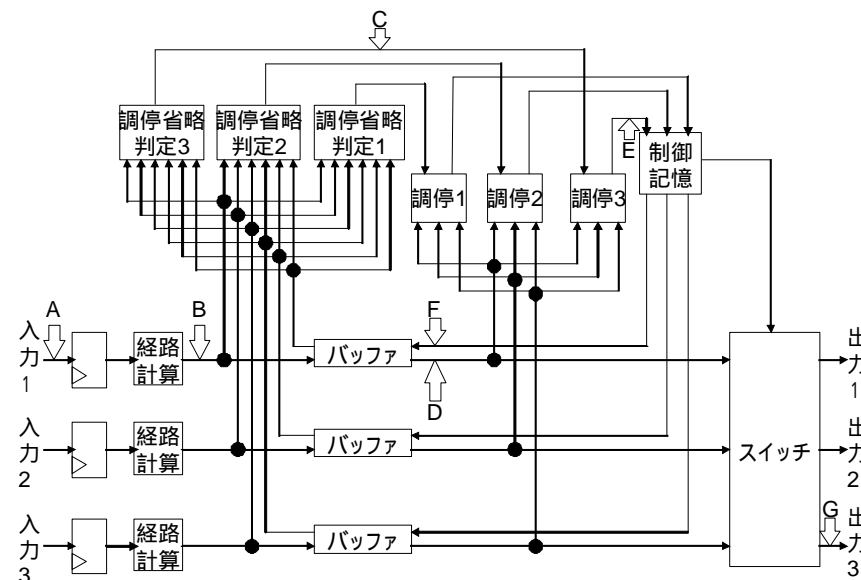 C
調停省略
判定3
調停省略
判定2
調停省略
判定1
E
制御
記憶
調停1
調停2
調停3
A
B
F
入
力
1
経路
計算
バッファ
D
出
力
1
入
力
2
経路
計算
バッファ
スイッチ
出
力
2
G
入
力
3
経路
計算
バッファ
出
力
3